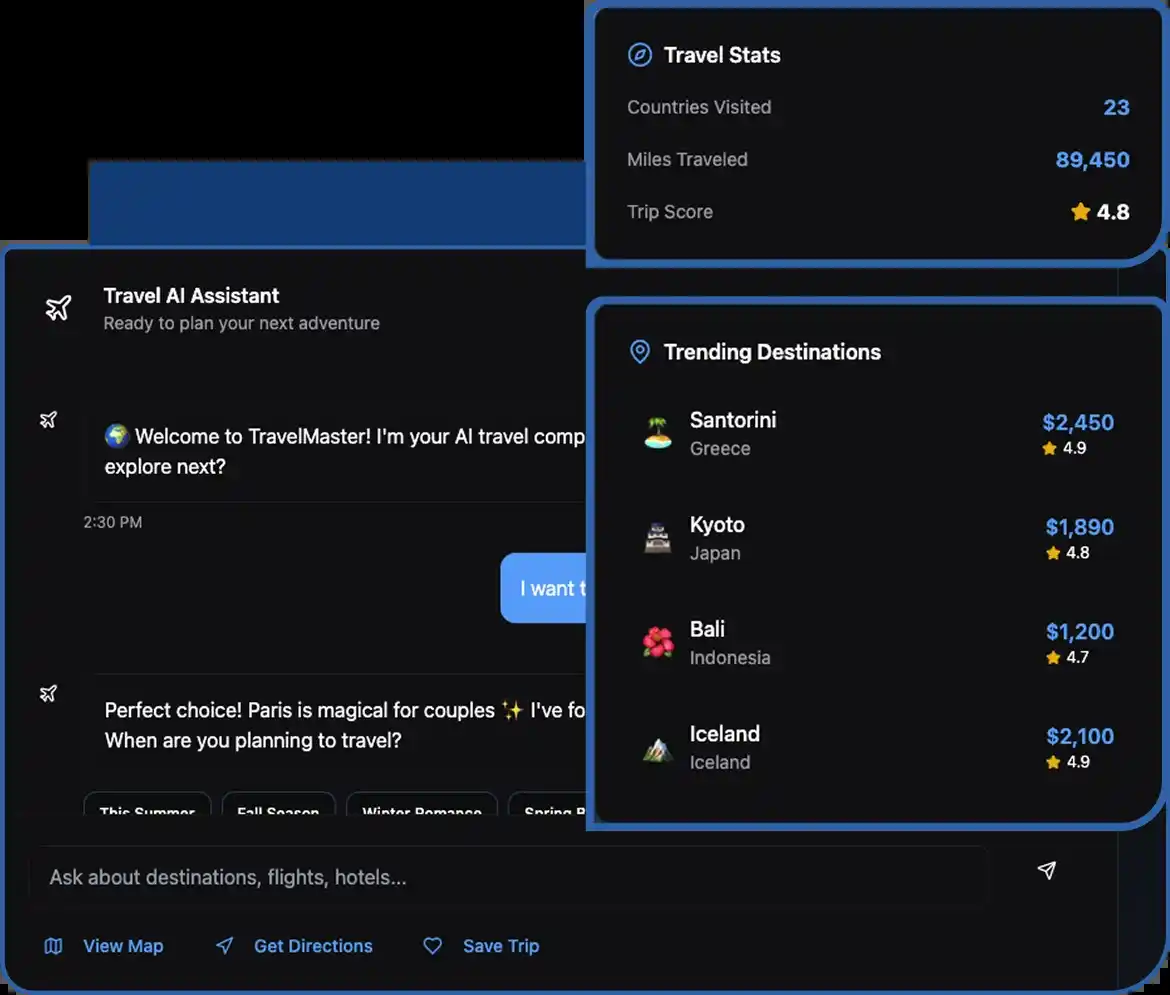 Travel Stats
Countries Visited 23
Miles Traveled 89,450
Trip Score 4.8
Travel AI Assistant
Ready to plan your next adventure
Welcome to TravelMaster! I'm your AI travel comp
explore next?
2:30 PM
I want t
Perfect choice! Paris is magical for couples ✨ I've fo
When are you planning to travel?
This Summer
Fall Season
Winter Romance
Spring B
Trending Destinations
Santorini $2,450
Greece 4.9
Kyoto $1,890
Japan 4.8
Bali $1,200
Indonesia 4.7
Iceland $2,100
Iceland 4.9
Ask about destinations, flights, hotels...
View Map
Get Directions
Save Trip